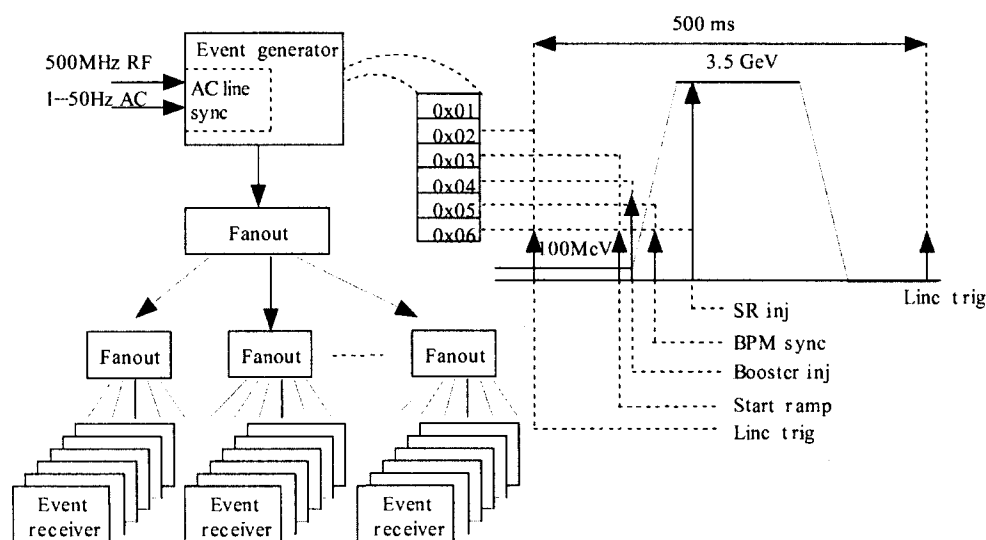 Event generator
500MHz RF
1--50Hz AC
AC line
sync
0x01
0x02
0x03
0x04
0x05
0x06
Fanout
Fanout
Fanout
Fanout
Event
receiver
Event
receiver
Event
receiver
500 ms
3.5 GeV
100McV
Linc trig
SR inj
BPM sync
Booster inj
Start ramp
Linc trig